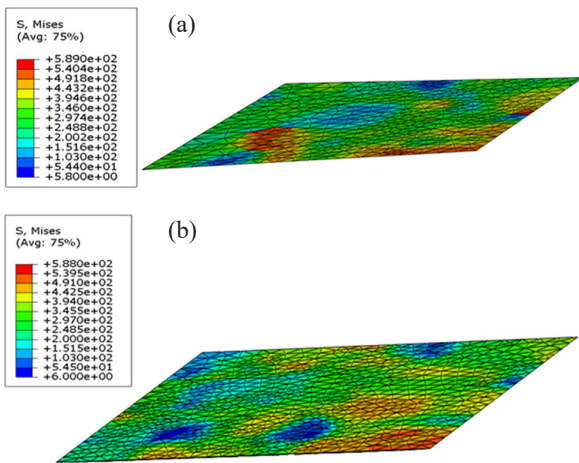 S, Mises
(Avg: 75%)
+5.890e+02
+5.404e+02
+4.918e+02
+4.432e+02
+3.946e+02
+3.460e+02
+2.974e+02
+2.488e+02
+2.002e+02
+1.516e+02
+1.030e+02
+5.440e+01
+5.800e+00
(a)
S, Mises
(Avg: 75%)
+5.880e+02
+5.395e+02
+4.910e+02
+4.425e+02
+3.940e+02
+3.455e+02
+2.970e+02
+2.485e+02
+2.000e+02
+1.515e+02
+1.030e+02
+5.450e+01
+6.000e+00
(b)